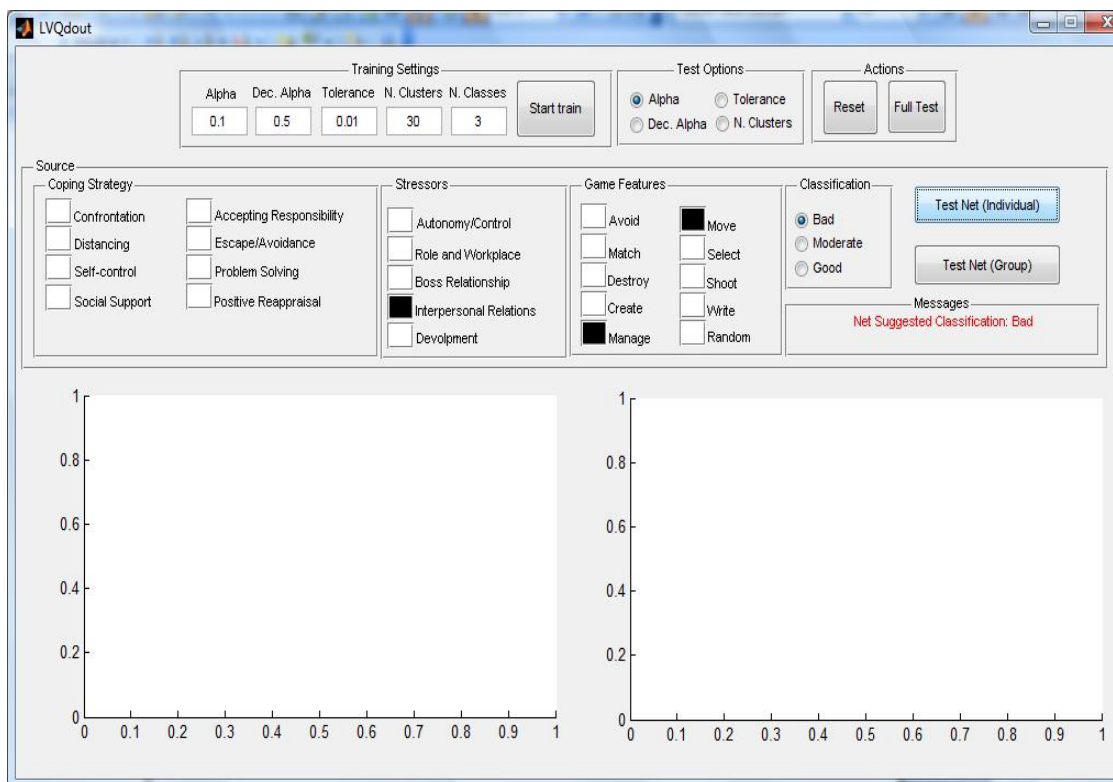 LVQdout
Training Settings
Alpha Dec. Alpha Tolerance N. Clusters N. Classes
0.1 0.5 0.01 30 3
Start train
Test Options
Alpha Tolerance
Dec. Alpha N. Clusters
Actions
Reset Full Test
Source
Coping Strategy
Confrontation Accepting Responsibility
Distancing Escape/Avoidance
Self-control Problem Solving
Social Support Positive Reappraisal
Stressors
Autonomy/Control
Role and Workplace
Boss Relationship
Interpersonal Relations
Devolpment
Game Features
Avoid Move
Match Select
Destroy Shoot
Create Write
Manage Random
Classification
Bad
Moderate
Good
Test Net (Individual)
Test Net (Group)
Messages
Net Suggested Classification: Bad
1
0.8
0.6
0.4
0.2
0
0 0.1 0.2 0.3 0.4 0.5 0.6 0.7 0.8 0.9 1
1
0.8
0.6
0.4
0.2
0
0 0.1 0.2 0.3 0.4 0.5 0.6 0.7 0.8 0.9 1